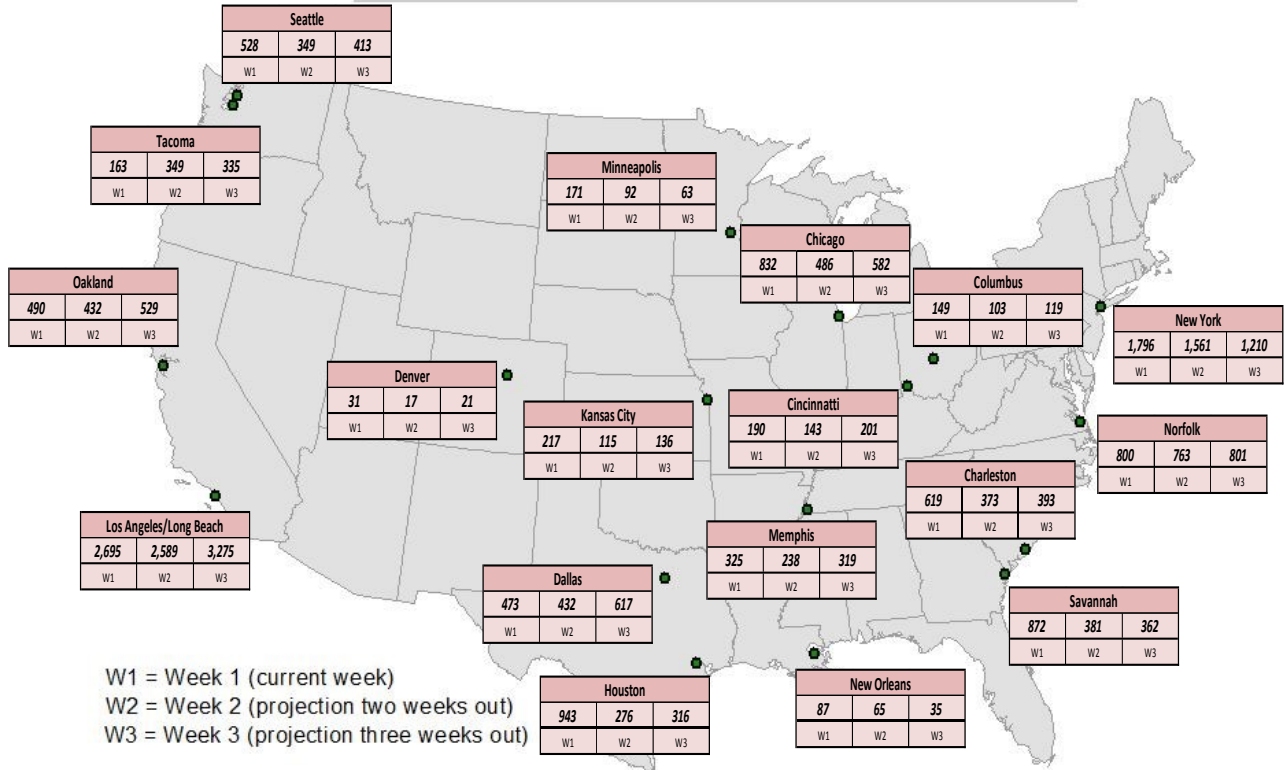 Seattle
528 349 413
W1 W2 W3
Tacoma
163 349 335
W1 W2 W3
Minneapolis
171 92 63
W1 W2 W3
Chicago
832 486 582
W1 W2 W3
Oakland
490 432 529
W1 W2 W3
Columbus
149 103 119
W1 W2 W3
New York
1,796 1,561 1,210
W1 W2 W3
Denver
31 17 21
W1 W2 W3
Kansas City
217 115 136
W1 W2 W3
Cincinnatti
190 143 201
W1 W2 W3
Norfolk
800 763 801
W1 W2 W3
Charleston
619 373 393
W1 W2 W3
Los Angeles/Long Beach
2,695 2,589 3,275
W1 W2 W3
Memphis
325 238 319
W1 W2 W3
Dallas
473 432 617
W1 W2 W3
Savannah
872 381 362
W1 W2 W3
Houston
943 276 316
W1 W2 W3
New Orleans
87 65 35
W1 W2 W3
W1 = Week 1 (current week)
W2 = Week 2 (projection two weeks out)
W3 = Week 3 (projection three weeks out)